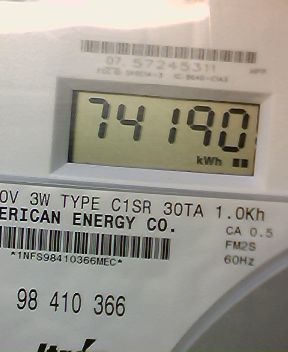 07 57245311
74190
kWh
0V 3W TYPE C1SR 30TA 1.0Kh
ERICAN ENERGY CO.
CA 0.5
FM2S
60Hz
*1NFS98410366MEC*
98 410 366